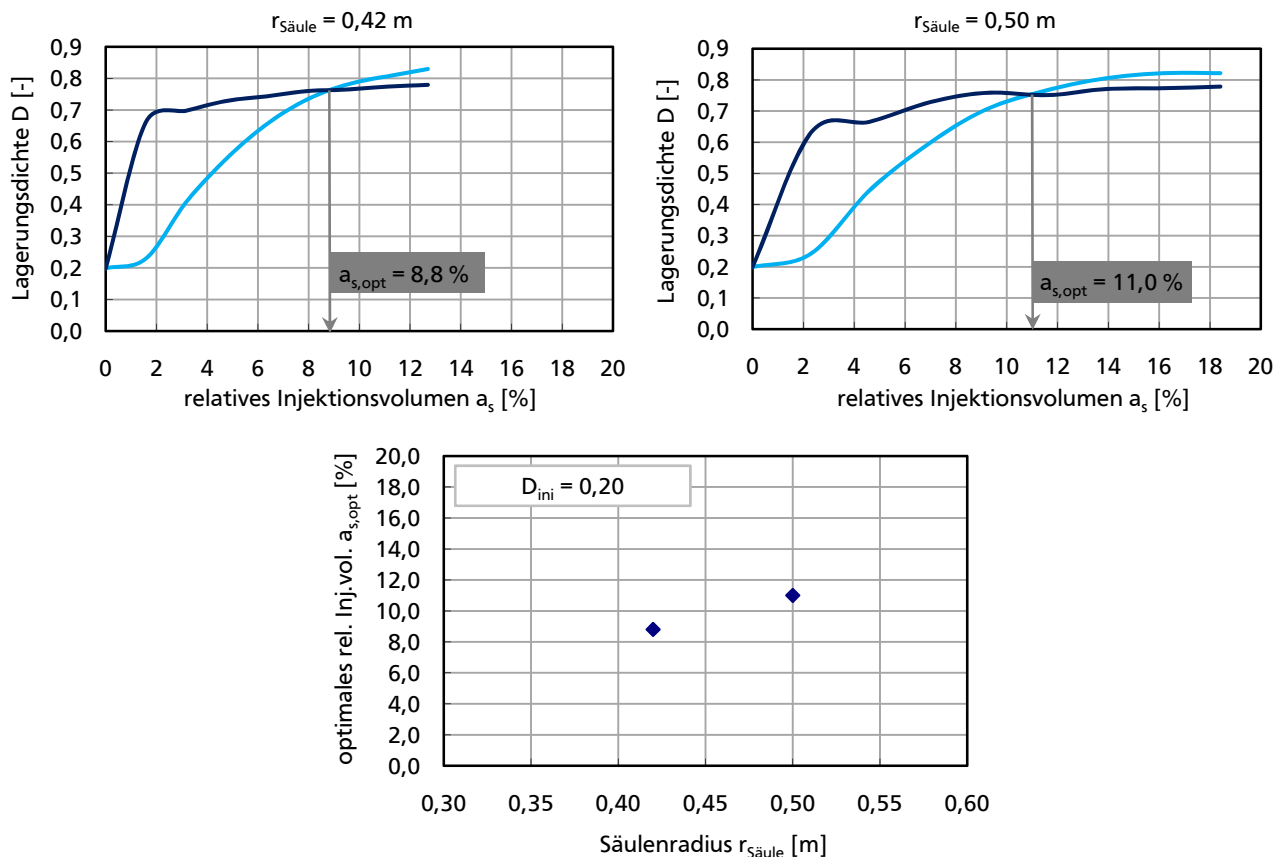 r_Säule = 0,42 m
0,9
0,8
0,7
0,6
0,5
0,4
0,3
0,2
0,1
0,0
Lagerungsdichte D [-]
a_s,opt = 8,8 %
0 2 4 6 8 10 12 14 16 18 20
relatives Injektionsvolumen a_s [%]
r_Säule = 0,50 m
0,9
0,8
0,7
0,6
0,5
0,4
0,3
0,2
0,1
0,0
Lagerungsdichte D [-]
a_s,opt = 11,0 %
0 2 4 6 8 10 12 14 16 18 20
relatives Injektionsvolumen a_s [%]
optimales rel. Inj.vol. a_s,opt [%]
20,0
18,0
16,0
14,0
12,0
10,0
8,0
6,0
4,0
2,0
0,0
D_ini = 0,20
0,30 0,35 0,40 0,45 0,50 0,55 0,60
Säulenradius r_Säule [m]